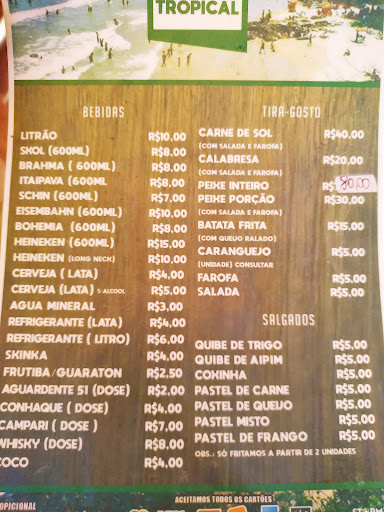 TROPICAL
BEBIDAS
LITRÃO R$10,00
SKOL (600ML) R$8,00
BRAHMA ( 600ML) R$8,00
ITAIPAVA (600ML R$8,00
SCHIN (600ML) R$7,00
EISEMBAHN (600ML) R$10,00
BOHEMIA (600ML) R$8,00
HEINEKEN (600ML) R$15,00
HEINEKEN (LONG NECK) R$10,00
CERVEJA ( LATA) R$4,00
CERVEJA (LATA) S-ALCOOL R$5,00
AGUA MINERAL R$3,00
REFRIGERANTE (LATA) R$4,00
REFRIGERANTE ( LITRO) R$6,00
SKINKA R$4,00
FRUTIBA/GUARATON R$2,50
AGUARDENTE 51 (DOSE) R$2,00
CONHAQUE ( DOSE) R$4,00
CAMPARI ( DOSE ) R$7,00
WHISKY (DOSE) R$8,00
COCO R$4,00
TIRA-GOSTO
CARNE DE SOL R$40,00
(COM SALADA E FAROFA)
CALABRESA R$20,00
(COM SALADA E FAROFA)
PEIXE INTEIRO R$ 80,00
PEIXE PORÇÃO R$30,00
(COM SALADA E FAROFA)
BATATA FRITA R$15,00
(COM QUEIJO RALADO)
CARANGUEJO R$5,00
(UNIDADE) CONSULTAR
FAROFA R$5,00
SALADA R$5,00
SALGADOS
QUIBE DE TRIGO R$5,00
QUIBE DE AIPIM R$5,00
COXINHA R$5,00
PASTEL DE CARNE R$5,00
PASTEL DE QUEIJO R$5,00
PASTEL MISTO R$5,00
PASTEL DE FRANGO R$5,00
OBS.: SÓ FRITAMOS A PARTIR DE 2 UNIDADES
ACEITAMOS TODOS OS CARTÕES